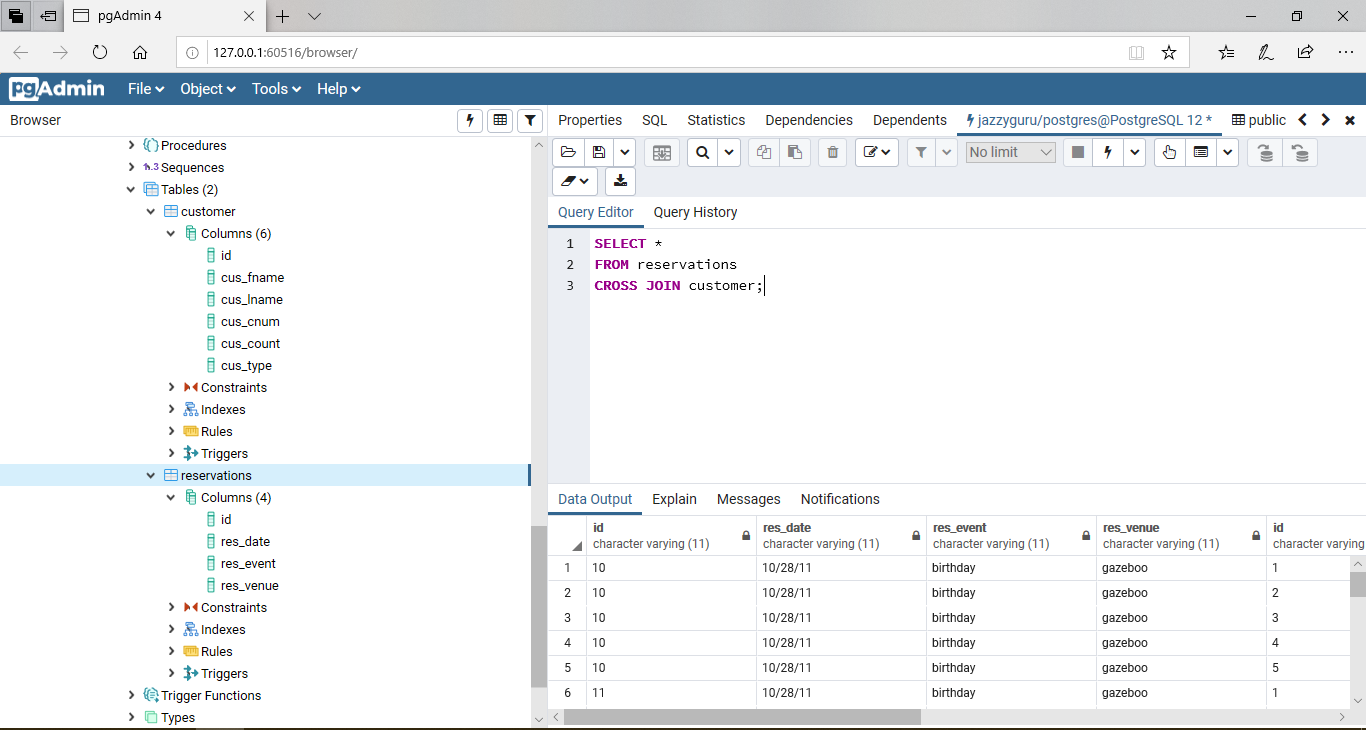 pgAdmin 4
127.0.0.1:60516/browser/
pgAdmin File Object Tools Help
Browser
Properties SQL Statistics Dependencies Dependents jazzyguru/postgres@PostgreSQL 12 * public
Procedures
1..3 Sequences
Tables (2)
customer
Columns (6)
id
cus_fname
cus_lname
cus_cnum
cus_count
cus_type
Constraints
Indexes
Rules
Triggers
reservations
Columns (4)
id
res_date
res_event
res_venue
Constraints
Indexes
Rules
Triggers
Trigger Functions
Types
No limit
Query Editor Query History
1 SELECT *
2 FROM reservations
3 CROSS JOIN customer;
Data Output Explain Messages Notifications
id res_date res_event res_venue id
character varying (11) character varying (11) character varying (11) character varying (11) character varying
1 10 10/28/11 birthday gazeboo 1
2 10 10/28/11 birthday gazeboo 2
3 10 10/28/11 birthday gazeboo 3
4 10 10/28/11 birthday gazeboo 4
5 10 10/28/11 birthday gazeboo 5
6 11 10/28/11 birthday gazeboo 1